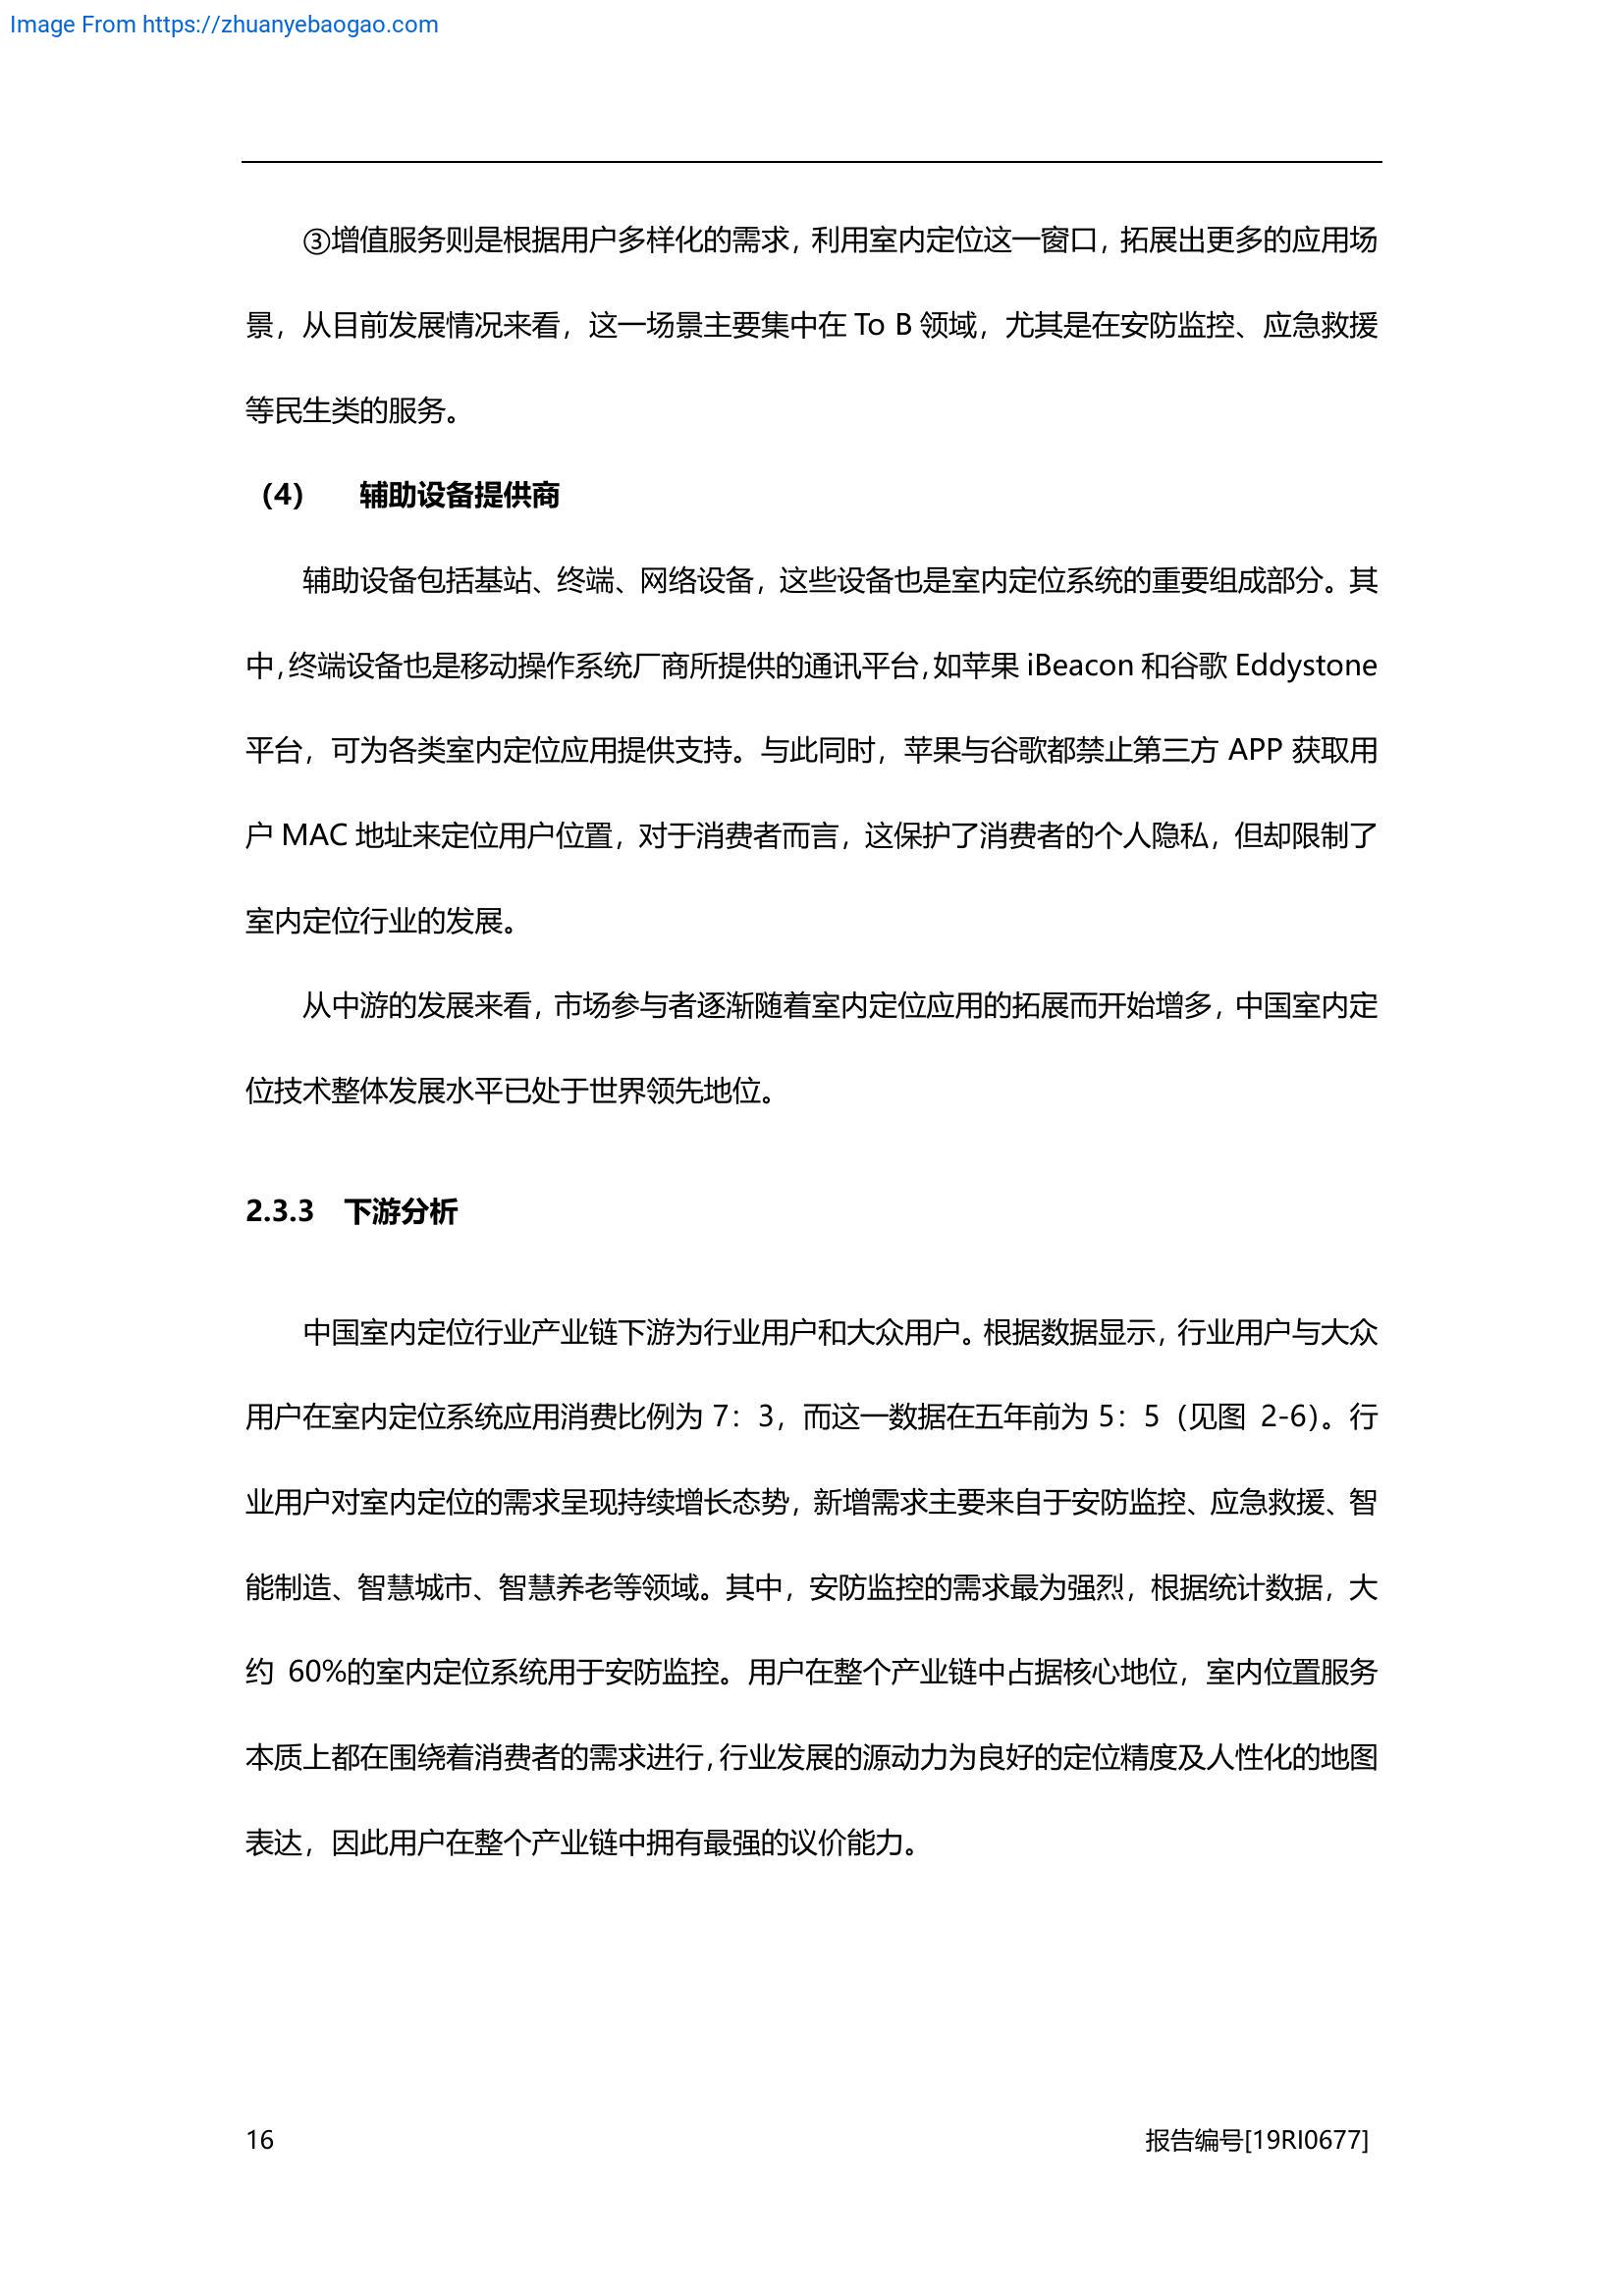 Image From https://zhuanyebaogao.com
③增值服务则是根据用户多样化的需求，利用室内定位这一窗口，拓展出更多的应用场
景，从目前发展情况来看，这一场景主要集中在 To B 领域，尤其是在安防监控、应急救援
等民生类的服务。
（4） 辅助设备提供商
辅助设备包括基站、终端、网络设备，这些设备也是室内定位系统的重要组成部分。其
中，终端设备也是移动操作系统厂商所提供的通讯平台，如苹果 iBeacon 和谷歌 Eddystone
平台，可为各类室内定位应用提供支持。与此同时，苹果与谷歌都禁止第三方 APP 获取用
户 MAC 地址来定位用户位置，对于消费者而言，这保护了消费者的个人隐私，但却限制了
室内定位行业的发展。
从中游的发展来看，市场参与者逐渐随着室内定位应用的拓展而开始增多，中国室内定
位技术整体发展水平已处于世界领先地位。
2.3.3 下游分析
中国室内定位行业产业链下游为行业用户和大众用户。根据数据显示，行业用户与大众
用户在室内定位系统应用消费比例为 7：3，而这一数据在五年前为 5：5（见图 2-6）。行
业用户对室内定位的需求呈现持续增长态势，新增需求主要来自于安防监控、应急救援、智
能制造、智慧城市、智慧养老等领域。其中，安防监控的需求最为强烈，根据统计数据，大
约 60%的室内定位系统用于安防监控。用户在整个产业链中占据核心地位，室内位置服务
本质上都在围绕着消费者的需求进行，行业发展的源动力为良好的定位精度及人性化的地图
表达，因此用户在整个产业链中拥有最强的议价能力。
16 报告编号[19RI0677]